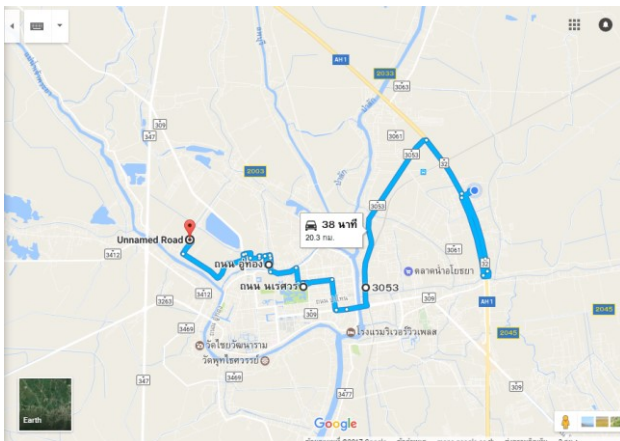 AH1
2033
3063
309
347
3061
3053
32
2003
38 นาที
20.3 กม.
3053
Unnamed Road
3412
ถนน อู่ทอง
3061
ตลาดน้ำอโยธยา
32
ถนน นเรศวร
3053
3263
3412
309
309
AH1
2045
2045
3469
โรงแรมริเวอร์วิวเพลส
วัดไชยวัฒนาราม
วัดพุทไธศวรรย์
3469
347
3477
309
Earth
Google